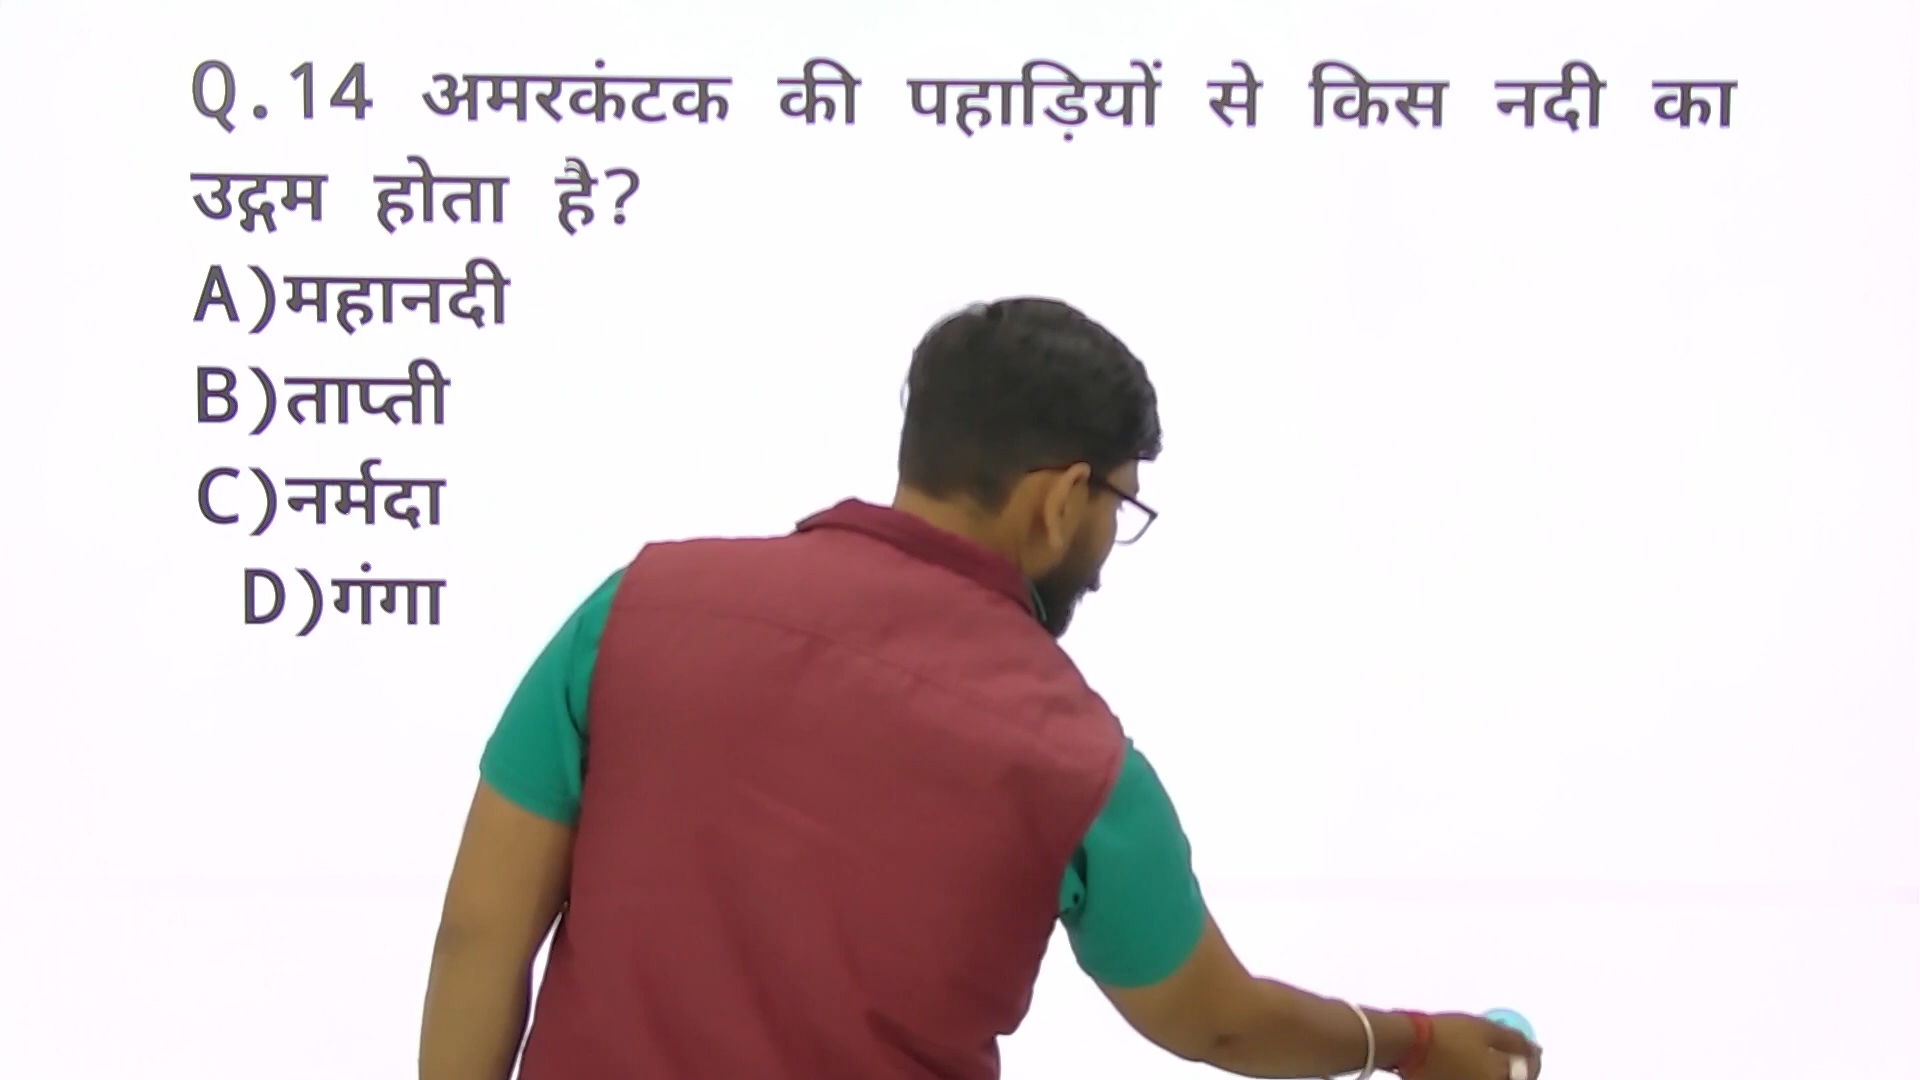 Q.14 अमरकंटक की पहाड़ियों से किस नदी का
उद्गम होता है?
A)महानदी
B)ताप्ती
C)नर्मदा
D)गंगा